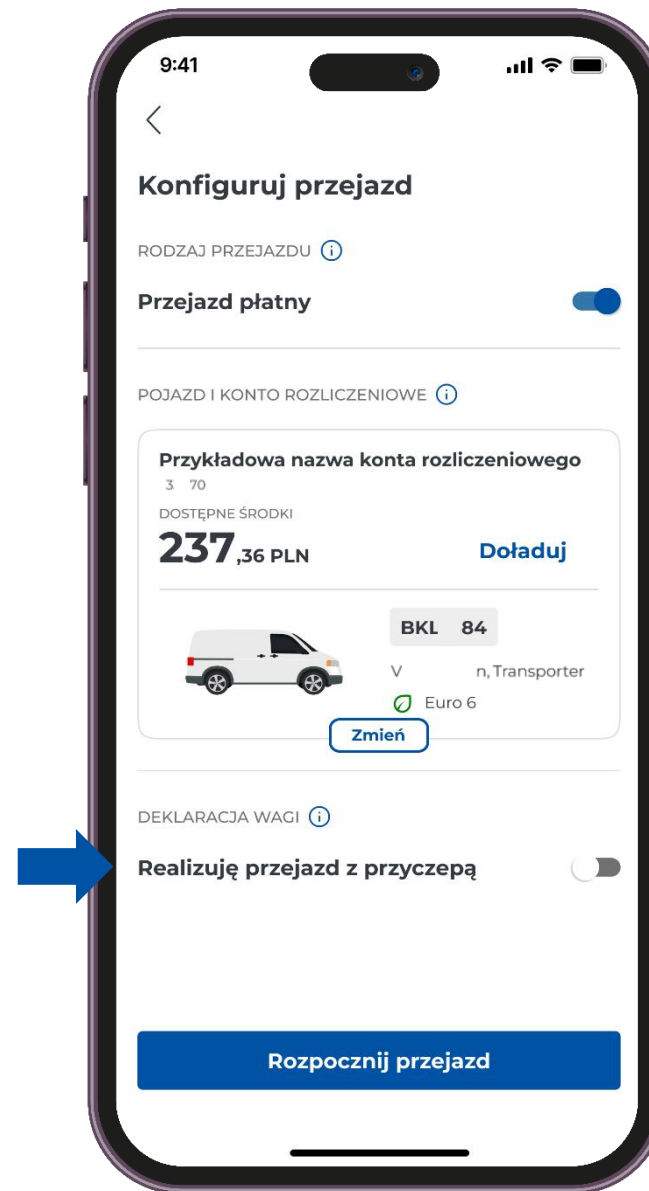 9:41
Konfiguruj przejazd
RODZAJ PRZEJAZDU
Przejazd płatny
POJAZD I KONTO ROZLICZENIOWE
Przykładowa nazwa konta rozliczeniowego
3 70
DOSTĘPNE ŚRODKI
237,36 PLN Doładuj
BKL 84
V n, Transporter
Euro 6
Zmień
DEKLARACJA WAGI
Realizuję przejazd z przyczepą
Rozpocznij przejazd